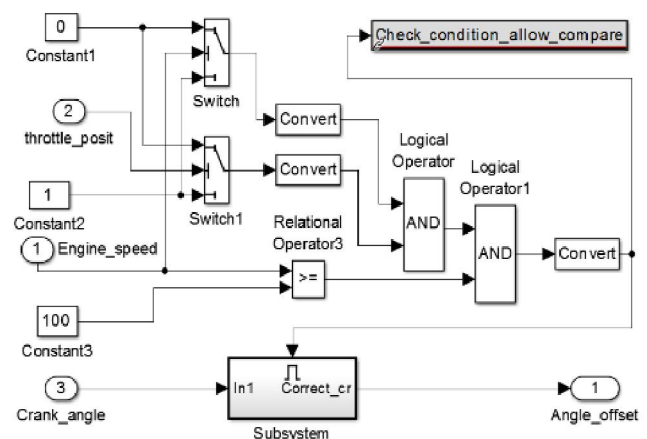 0
Constant1
Check_condition_allow_compare
Switch
2
throttle_posit
Convert
Logical
Operator
Convert
Logical
Operator1
1
Constant2
Switch1
AND
Relational
Operator3
1
Engine_speed
>=
AND
Convert
100
Constant3
3
Crank_angle
In1
Correct_cr
Subsystem
1
Angle_offset